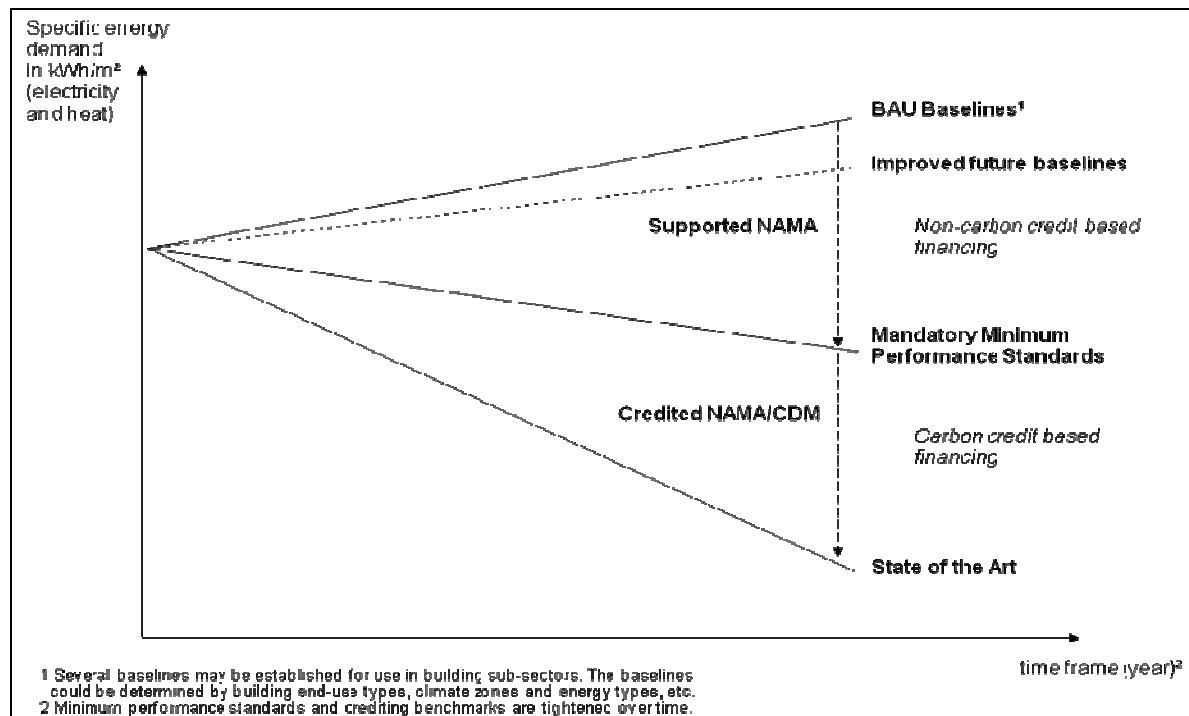 Specific energy
demand
in kWh/m²
(electricity
and heat)
BAU Baselines¹
Improved future baselines
Supported NAMA
Non-carbon credit based
financing
Mandatory Minimum
Performance Standards
Credited NAMA/CDM
Carbon credit based
financing
State of the Art
time frame (year)²
1 Several baselines may be established for use in building sub-sectors. The baselines
could be determined by building end-use types, climate zones and energy types, etc.
2 Minimum performance standards and crediting benchmarks are tightened over time.